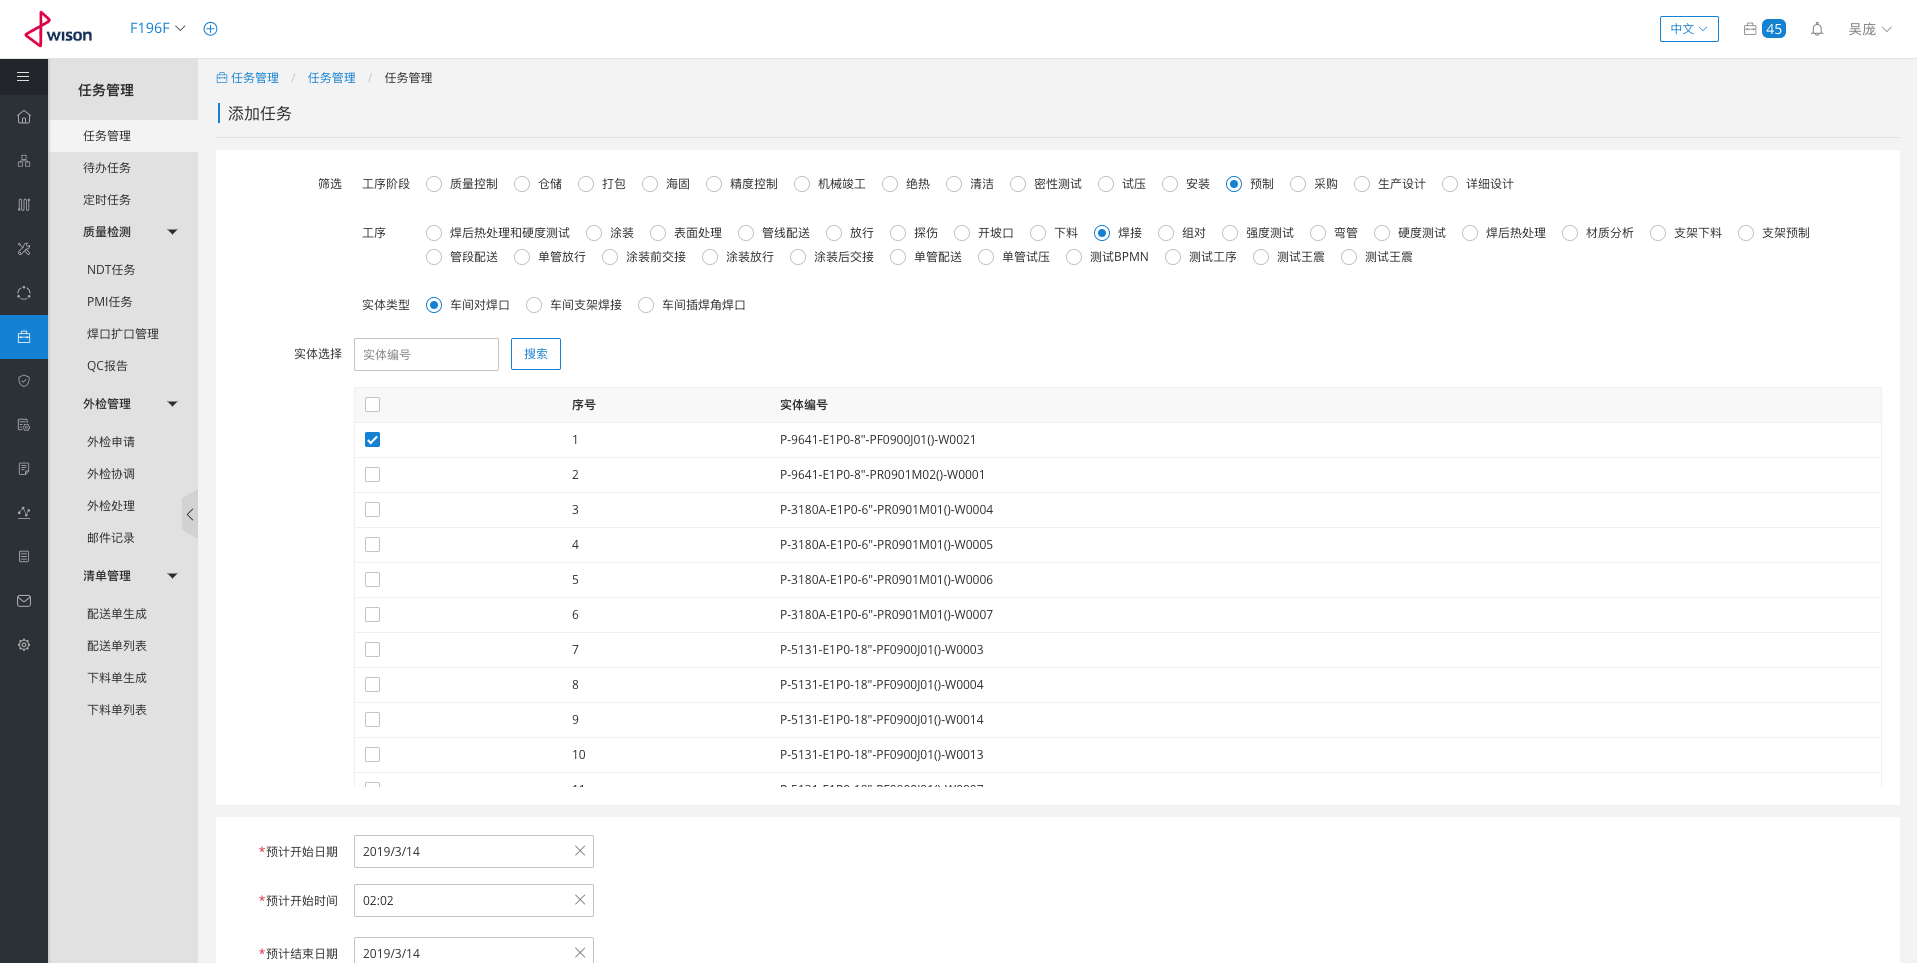 wison F196F 中文 45 吴庞
任务管理
任务管理
待办任务
定时任务
质量检测
NDT任务
PMI任务
焊口扩口管理
QC报告
外检管理
外检申请
外检协调
外检处理
邮件记录
清单管理
配送单生成
配送单列表
下料单生成
下料单列表
任务管理 / 任务管理 / 任务管理
添加任务
筛选 工序阶段 质量控制 仓储 打包 海固 精度控制 机械竣工 绝热 清洁 密性测试 试压 安装 预制 采购 生产设计 详细设计
工序 焊后热处理和硬度测试 涂装 表面处理 管线配送 放行 探伤 开坡口 下料 焊接 组对 强度测试 弯管 硬度测试 焊后热处理 材质分析 支架下料 支架预制
管段配送 单管放行 涂装前交接 涂装放行 涂装后交接 单管配送 单管试压 测试BPMN 测试工序 测试王震 测试王震
实体类型 车间对焊口 车间支架焊接 车间插焊角焊口
实体选择 实体编号 搜索
序号 实体编号
1 P-9641-E1P0-8"-PF0900J01()-W0021
2 P-9641-E1P0-8"-PR0901M02()-W0001
3 P-3180A-E1P0-6"-PR0901M01()-W0004
4 P-3180A-E1P0-6"-PR0901M01()-W0005
5 P-3180A-E1P0-6"-PR0901M01()-W0006
6 P-3180A-E1P0-6"-PR0901M01()-W0007
7 P-5131-E1P0-18"-PF0900J01()-W0003
8 P-5131-E1P0-18"-PF0900J01()-W0004
9 P-5131-E1P0-18"-PF0900J01()-W0014
10 P-5131-E1P0-18"-PF0900J01()-W0013
*预计开始日期 2019/3/14
*预计开始时间 02:02
*预计结束日期 2019/3/14